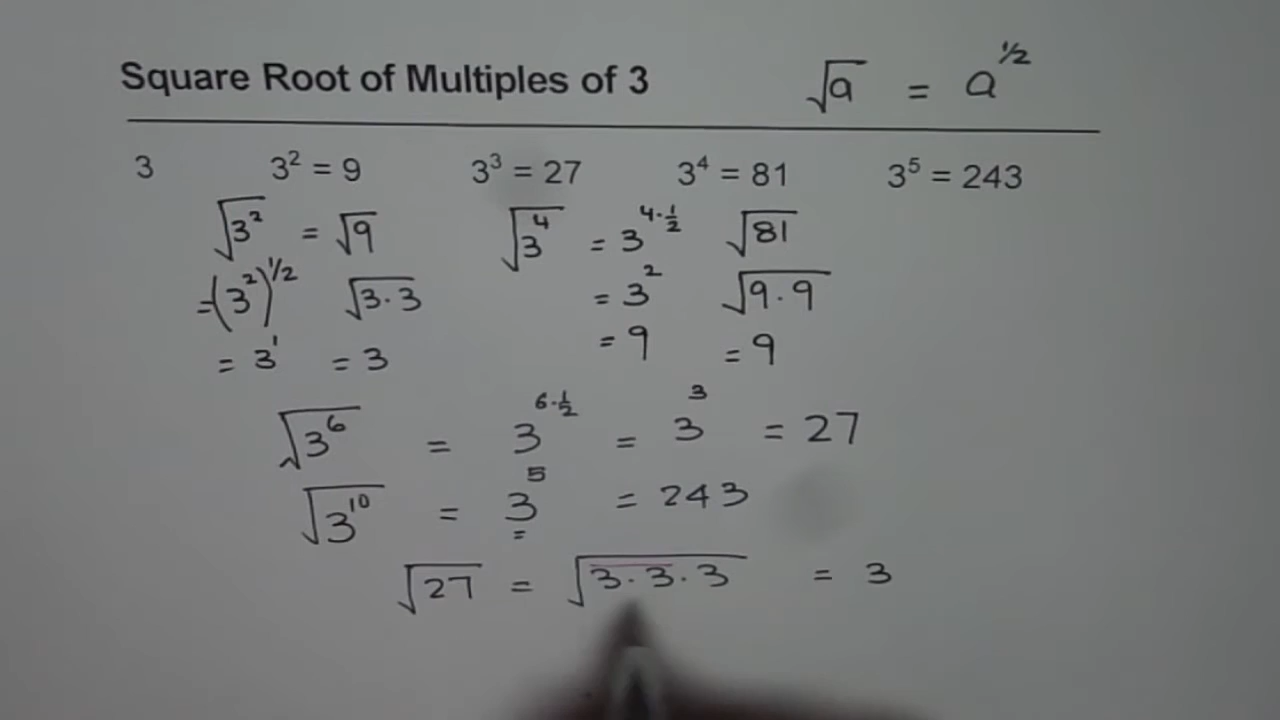 Square Root of Multiples of 3 √a = a^1/2
3 3² = 9 3³ = 27 3⁴ = 81 3⁵ = 243
√3² = √9 √3⁴ = 3^4·1/2 √81
=(3²)^1/2 √3·3 = 3² √9·9
= 3¹ = 3 = 9 = 9
√3⁶ = 3^6·1/2 = 3³ = 27
√3¹⁰ = 3⁵ = 243
√27 = √3·3·3 = 3